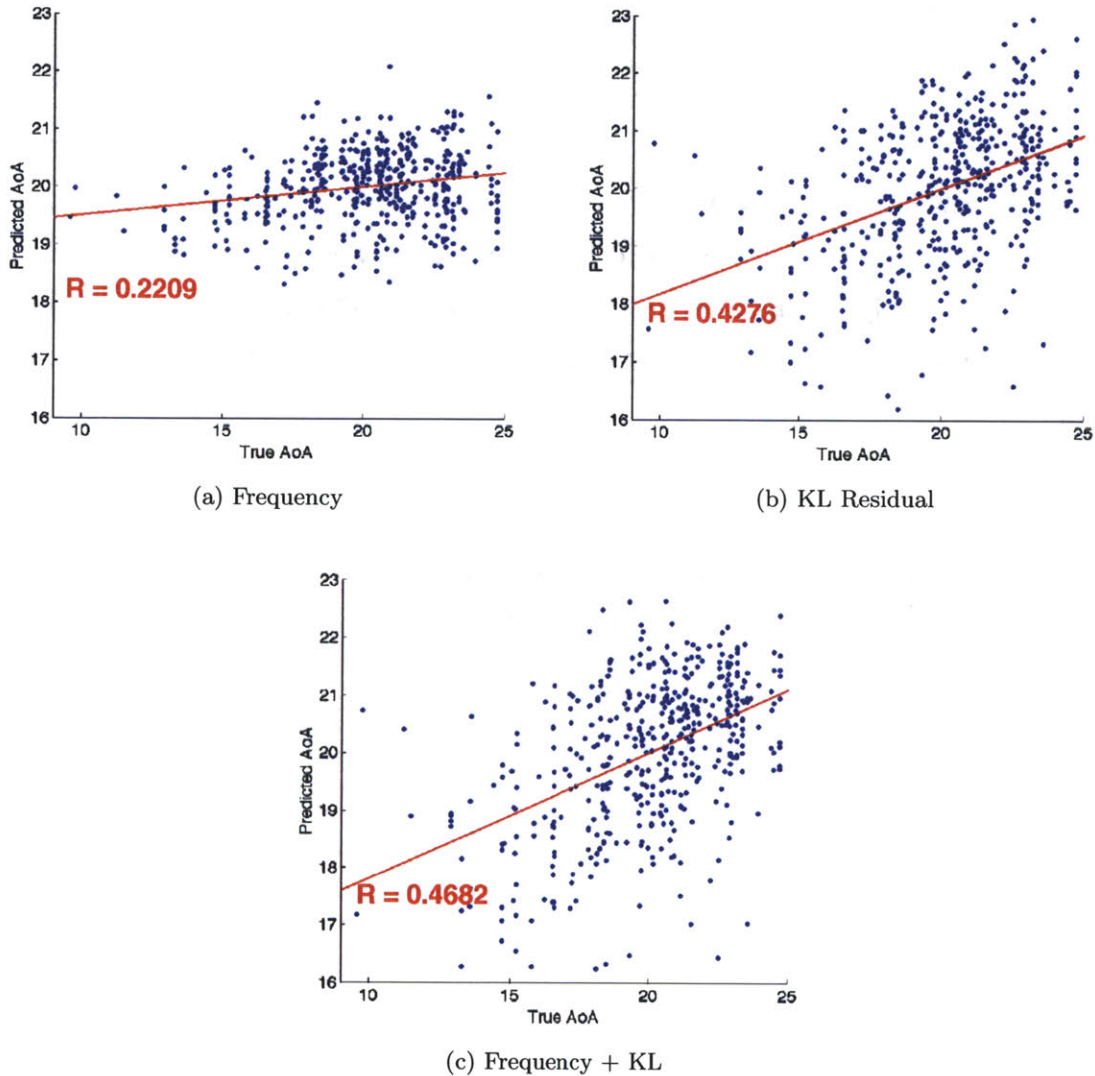 23
22
21
20
19
18
17
16
Predicted AoA
R = 0.2209
10 15 20 25
True AoA
(a) Frequency
23
22
21
20
19
18
17
16
Predicted AoA
R = 0.4276
10 15 20 25
True AoA
(b) KL Residual
23
22
21
20
19
18
17
16
Predicted AoA
R = 0.4682
10 15 20 25
True AoA
(c) Frequency + KL